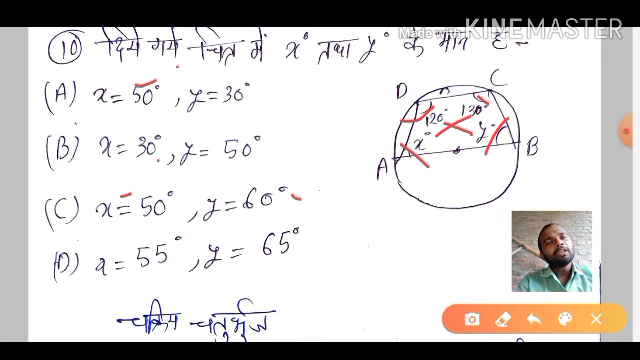 Made with KINEMASTER
(10) दिये गये चित्र में x° तथा y° के मान है -
(A) x = 50°, y = 30°
(B) x = 30°, y = 50°
(C) x = 50°, y = 60°
(D) x = 55°, y = 65°
चक्रिय चतुर्भुज
D
C
120°
130°
x°
y°
A
B